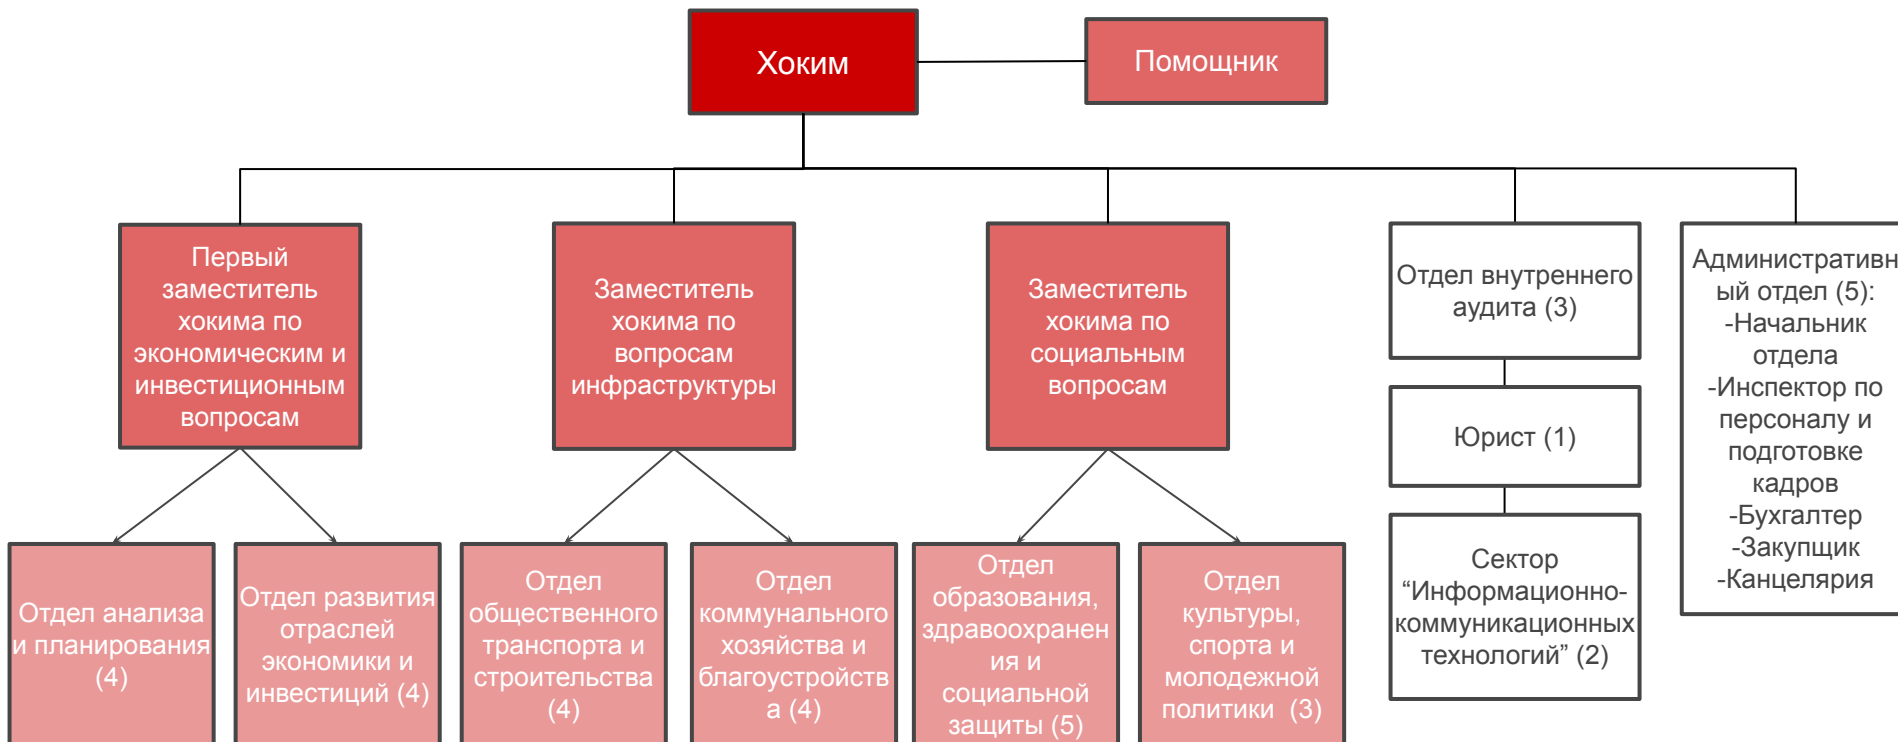 Хоким
Помощник
Первый
заместитель
хокима по
экономическим и
инвестиционным
вопросам
Заместитель
хокима по
вопросам
инфраструктуры
Заместитель
хокима по
социальным
вопросам
Отдел внутреннего
аудита (3)
Юрист (1)
Сектор
“Информационно-
коммуникационных
технологий” (2)
Административн
ый отдел (5):
-Начальник
отдела
-Инспектор по
персоналу и
подготовке
кадров
-Бухгалтер
-Закупщик
-Канцелярия
Отдел анализа
и планирования
(4)
Отдел развития
отраслей
экономики и
инвестиций (4)
Отдел
общественного
транспорта и
строительства
(4)
Отдел
коммунального
хозяйства и
благоустройств
а (4)
Отдел
образования,
здравоохранен
ия и
социальной
защиты (5)
Отдел
культуры,
спорта и
молодежной
политики (3)